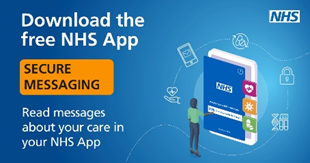 Download the
free NHS App
NHS
SECURE
MESSAGING
Read messages
about your care in
your NHS App
NHS